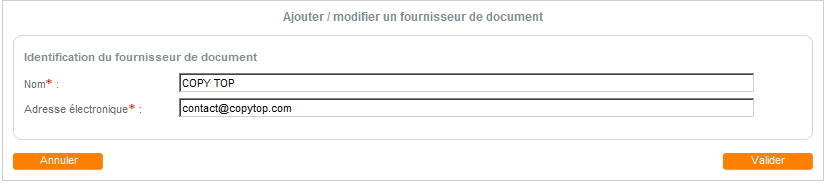 Ajouter / modifier un fournisseur de document
Identification du fournisseur de document
Nom* : COPY TOP
Adresse électronique* : contact@copytop.com
Annuler Valider